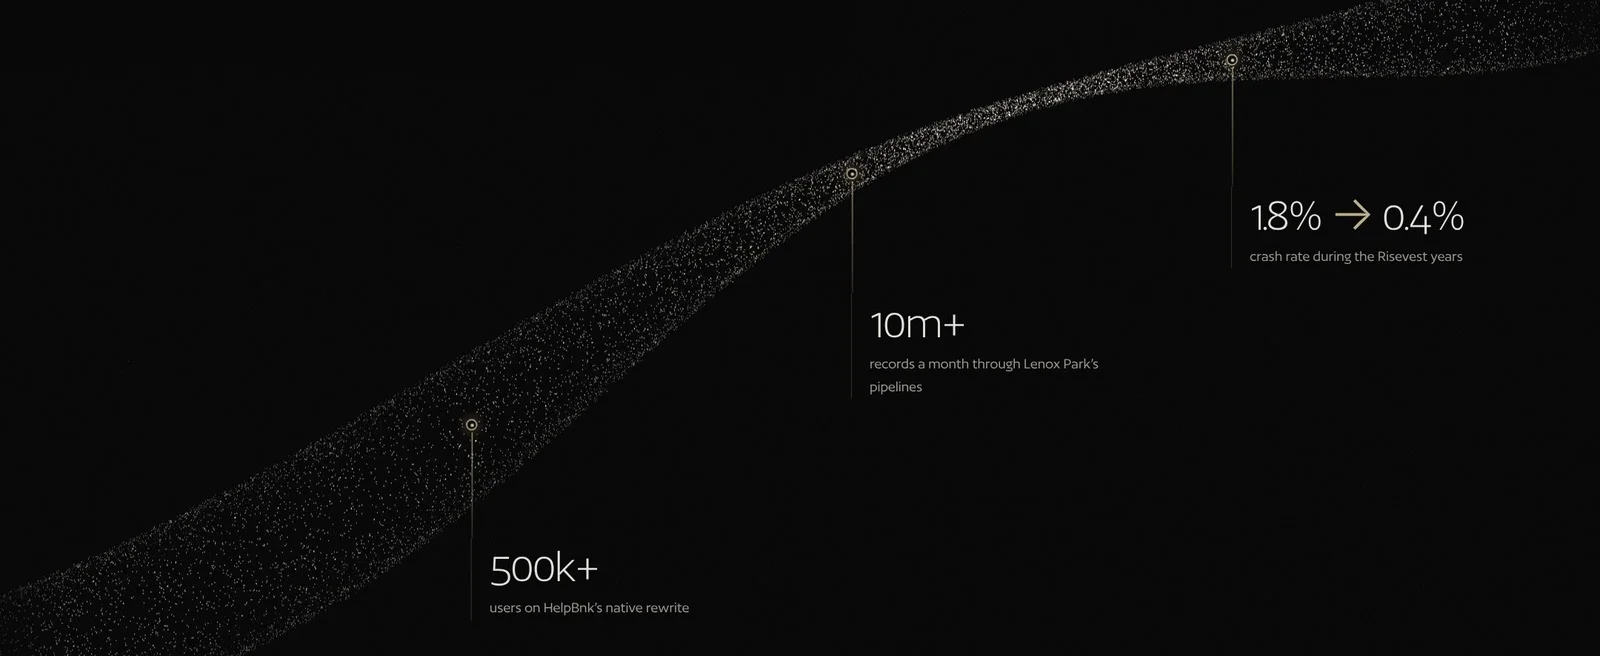 1.8% → 0.4%
crash rate during the Risevest years
10m+
records a month through Lenox Park's
pipelines
500k+
users on HelpBnk's native rewrite